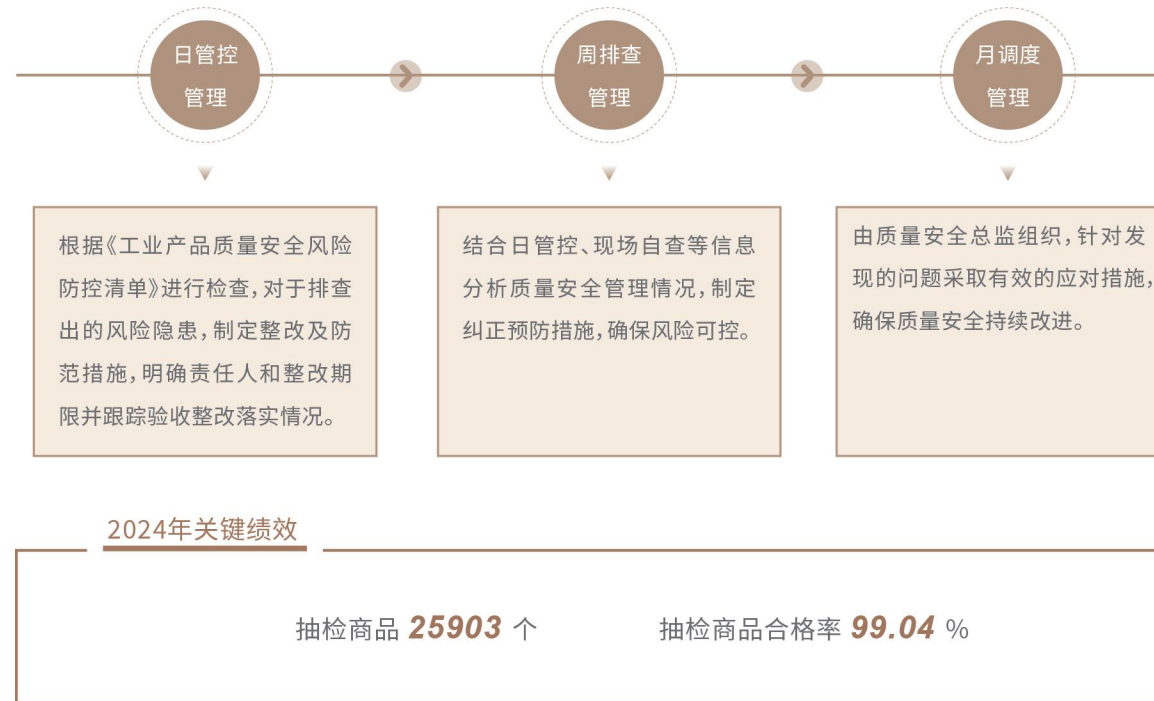 日管控
管理
周排查
管理
月调度
管理
根据《工业产品质量安全风险
防控清单》进行检查，对于排查
出的风险隐患，制定整改及防
范措施，明确责任人和整改期
限并跟踪验收整改落实情况。
结合日管控、现场自查等信息
分析质量安全管理情况，制定
纠正预防措施，确保风险可控。
由质量安全总监组织，针对发
现的问题采取有效的应对措施，
确保质量安全持续改进。
2024年关键绩效
抽检商品 25903 个 抽检商品合格率 99.04 %